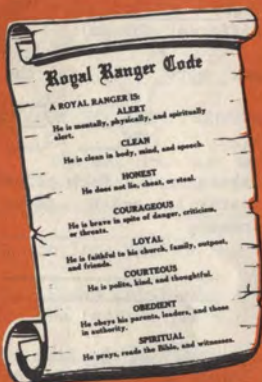 Royal Ranger Code
A ROYAL RANGER IS:
ALERT
He is mentally, physically, and spiritually
alert.
CLEAN
He is clean in body, mind, and speech.
HONEST
He does not lie, cheat, or steal.
COURAGEOUS
He is brave in spite of danger, criticism,
or threats.
LOYAL
He is faithful to his church, family, outpost,
and friends.
COURTEOUS
He is polite, kind, and thoughtful.
OBEDIENT
He obeys his parents, leaders, and those
in authority.
SPIRITUAL
He prays, reads the Bible, and witnesses.